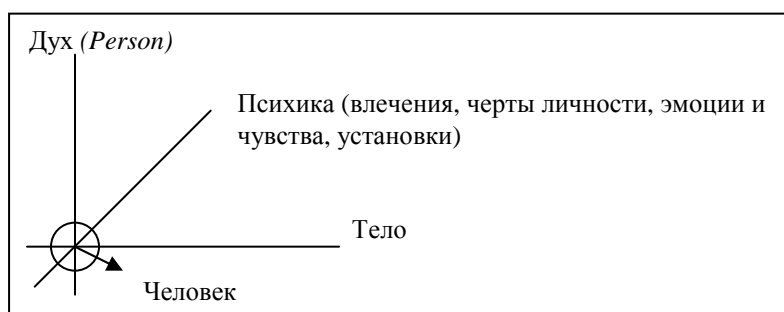 Дух (Person)
Психика (влечения, черты личности, эмоции и
чувства, установки)
Тело
Человек